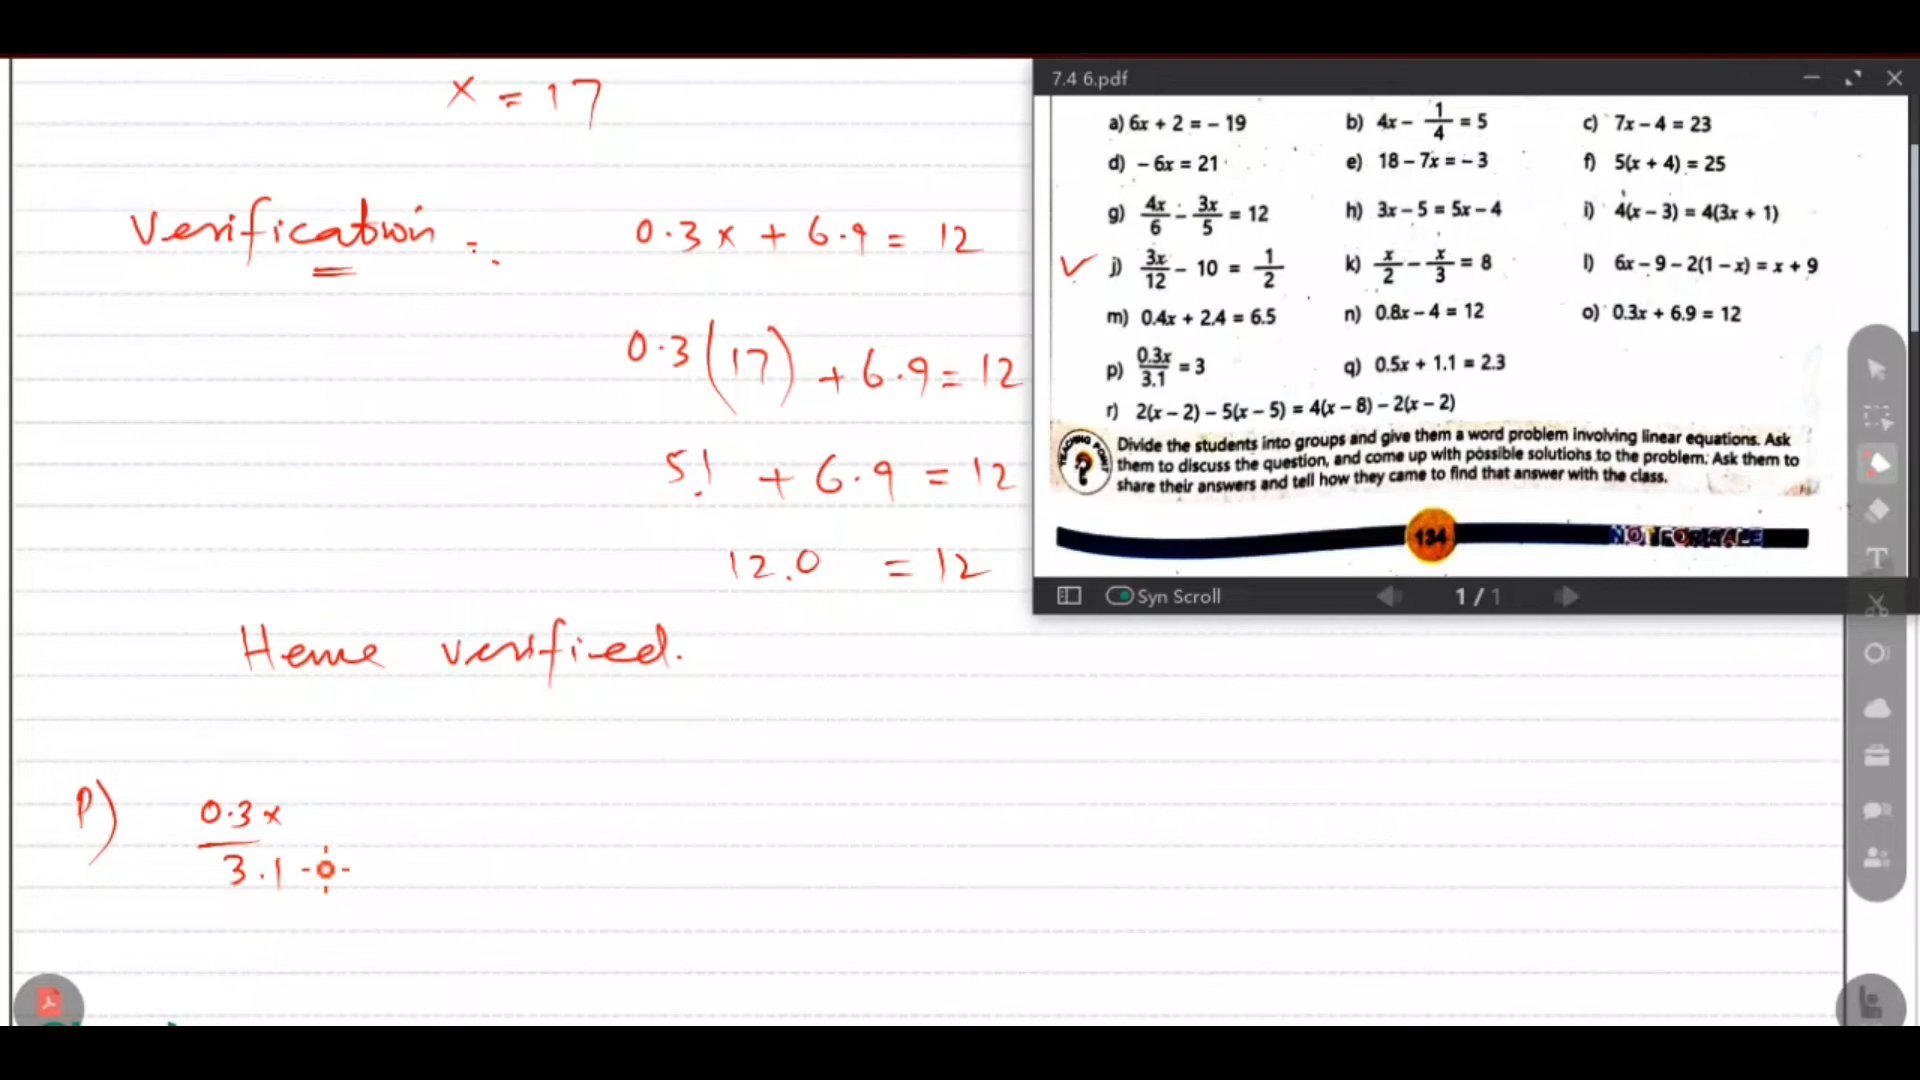 x = 17
Verification :.
0.3x + 6.9 = 12
0.3(17) + 6.9 = 12
5.1 + 6.9 = 12
12.0 = 12
Hence verified.
P) 0.3x
3.1
7.4 6.pdf
a) 6x + 2 = – 19 b) 4x – 1/4 = 5 c) 7x – 4 = 23
d) – 6x = 21 e) 18 – 7x = – 3 f) 5(x + 4) = 25
g) 4x/6 – 3x/5 = 12 h) 3x – 5 = 5x – 4 i) 4(x – 3) = 4(3x + 1)
✓ j) 3x/12 – 10 = 1/2 k) x/2 – x/3 = 8 l) 6x – 9 – 2(1 – x) = x + 9
m) 0.4x + 2.4 = 6.5 n) 0.8x – 4 = 12 o) 0.3x + 6.9 = 12
p) 0.3x/3.1 = 3 q) 0.5x + 1.1 = 2.3
r) 2(x – 2) – 5(x – 5) = 4(x – 8) – 2(x – 2)
TEACHING POINT
?
Divide the students into groups and give them a word problem involving linear equations. Ask
them to discuss the question, and come up with possible solutions to the problem. Ask them to
share their answers and tell how they came to find that answer with the class.
134
NOT FOR SALE
Syn Scroll
1 / 1
T